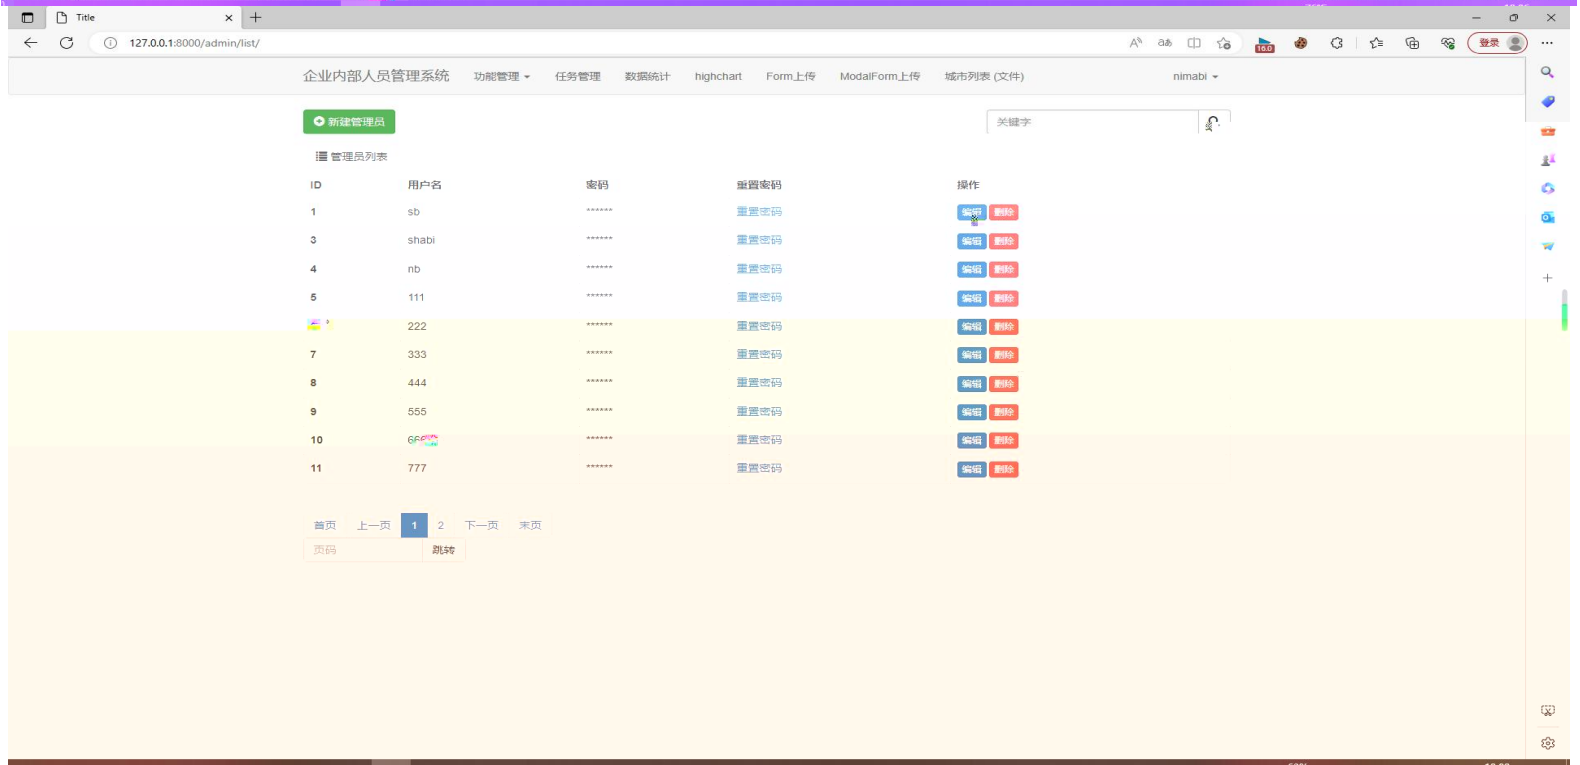 Title
127.0.0.1:8000/admin/list/
登录
16.0
企业内部人员管理系统 功能管理 任务管理 数据统计 highchart Form上传 ModalForm上传 城市列表 (文件) nimabi
新建管理员 关键字
管理员列表
ID 用户名 密码 重置密码 操作
1 sb ****** 重置密码 编辑 删除
3 shabi ****** 重置密码 编辑 删除
4 nb ****** 重置密码 编辑 删除
5 111 ****** 重置密码 编辑 删除
222 ****** 重置密码 编辑 删除
7 333 ****** 重置密码 编辑 删除
8 444 ****** 重置密码 编辑 删除
9 555 ****** 重置密码 编辑 删除
10 ****** 重置密码 编辑 删除
11 777 ****** 重置密码 编辑 删除
首页 上一页 1 2 下一页 末页
页码 跳转